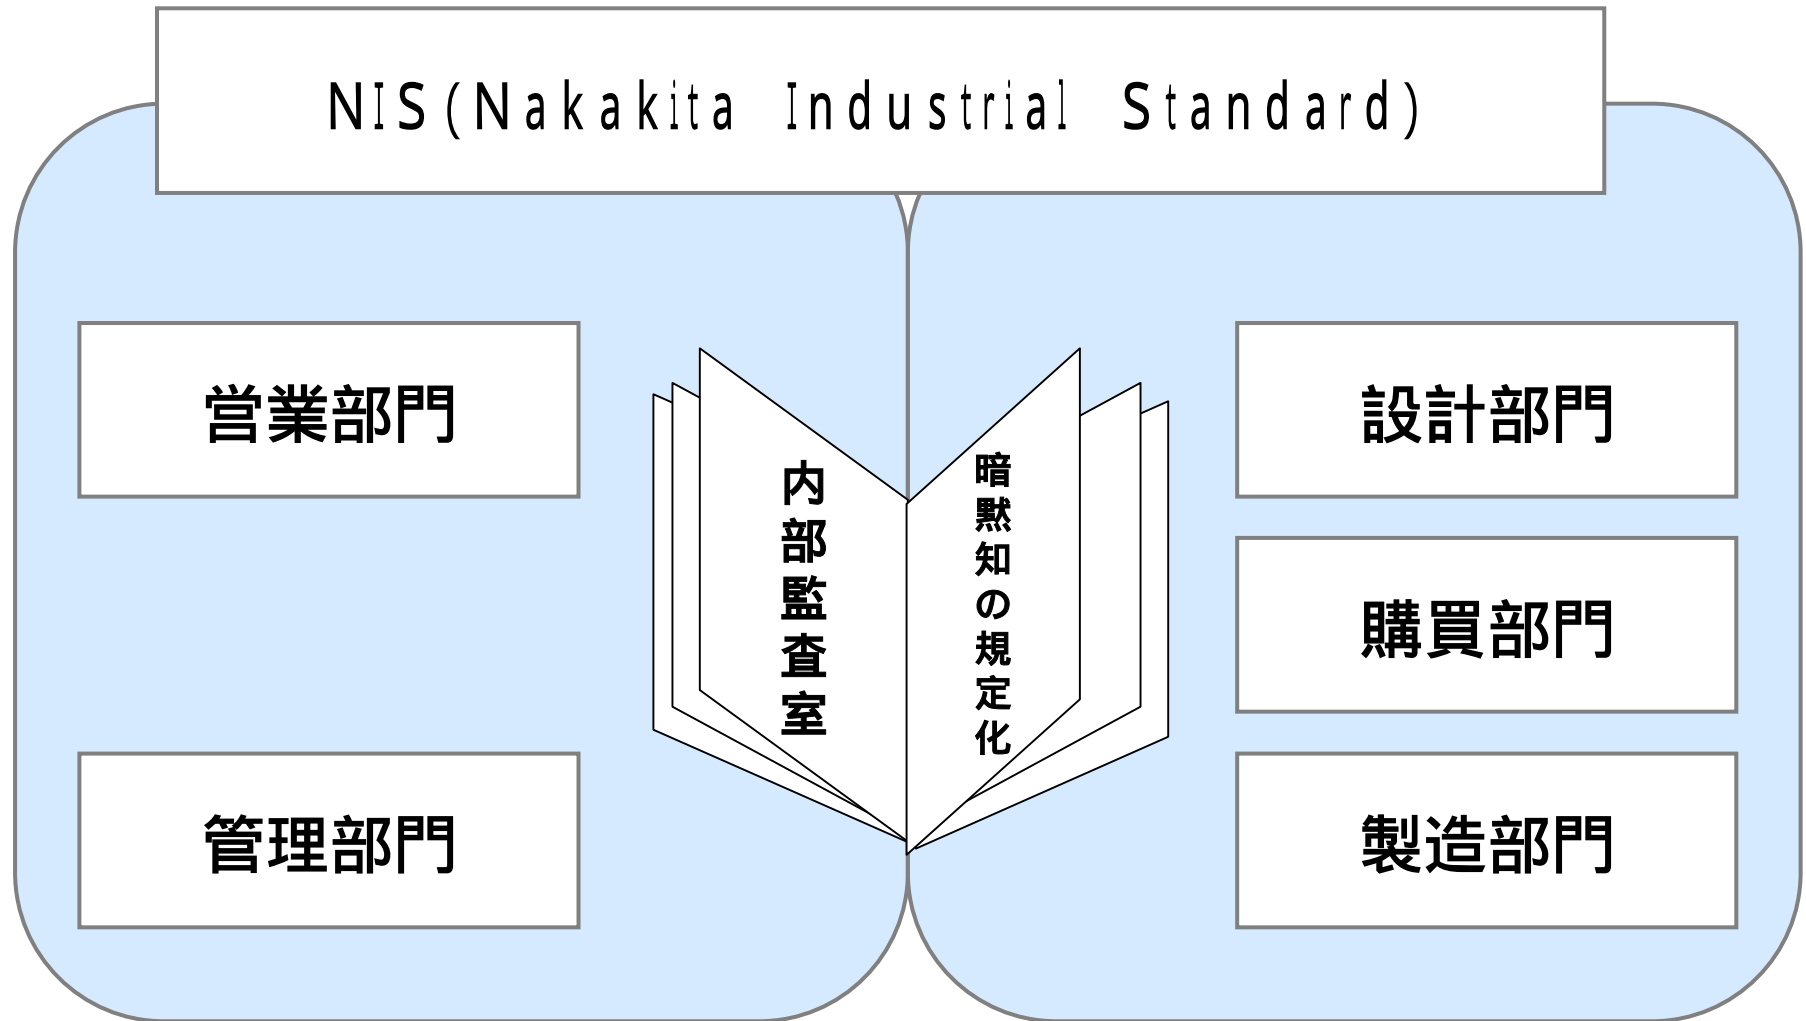 NIS(Nakakita Industrial Standard)
営業部門
管理部門
内部監査室
暗黙知の規定化
設計部門
購買部門
製造部門